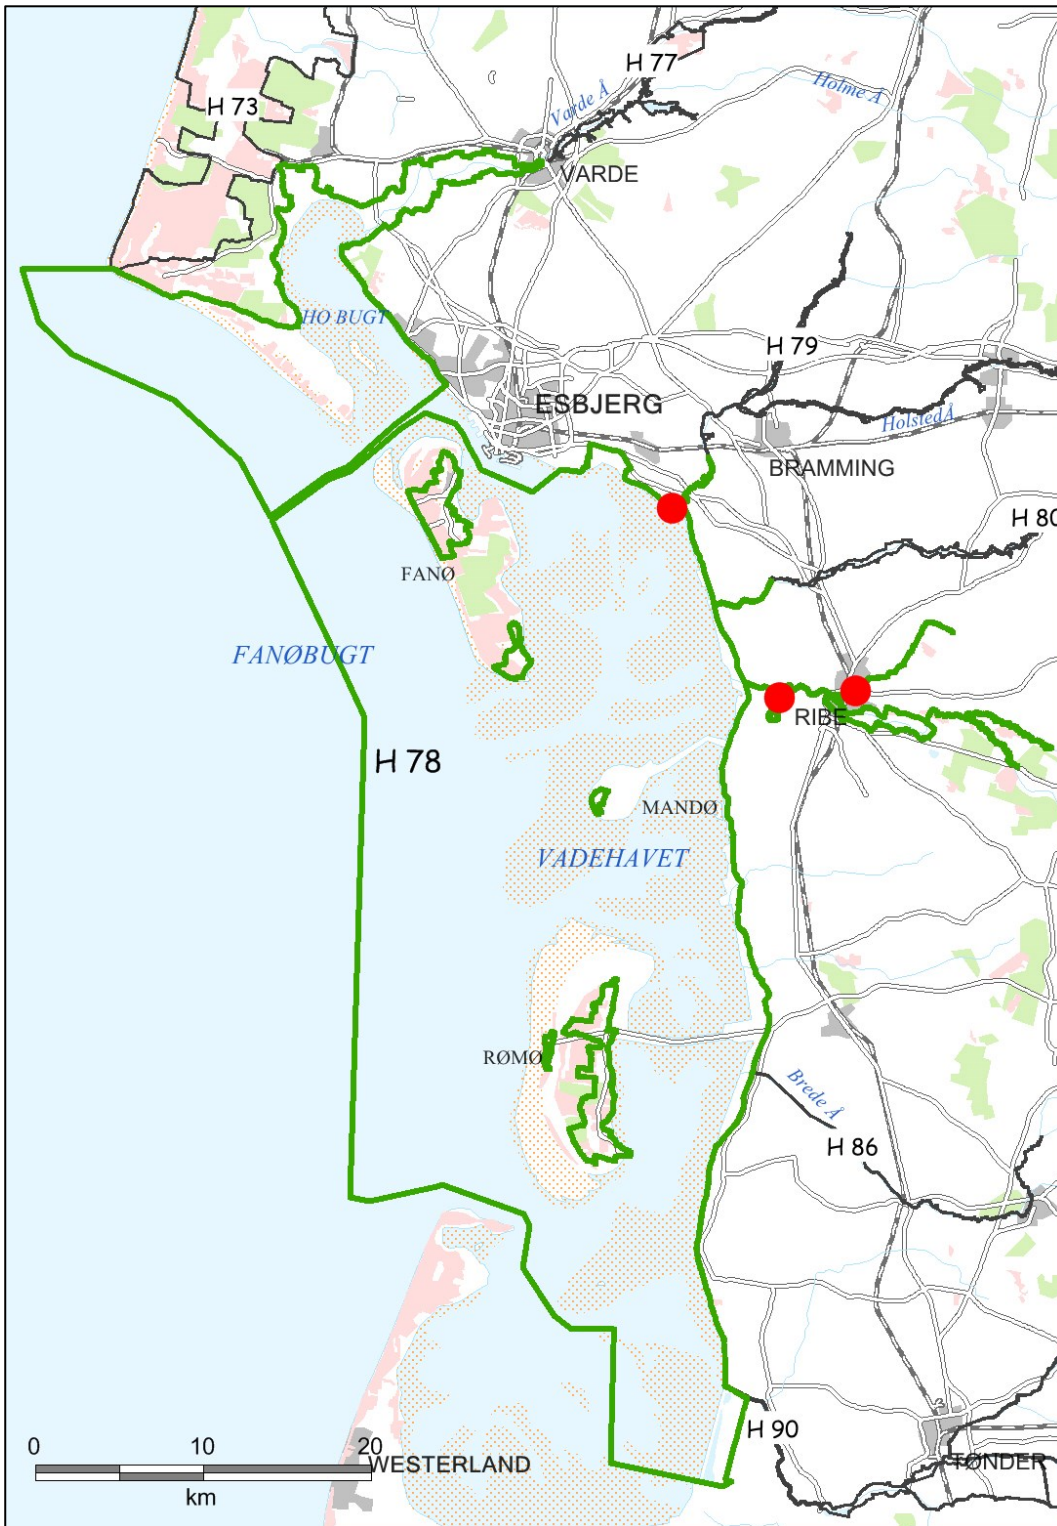 H 77
Varde Å
Holme Å
H 73
VARDE
HO BUGT
H 79
ESBJERG
Holsted Å
BRAMMING
H 80
FANØ
FANØBUGT
RIBE
H 78
MANDØ
VADEHAVET
RØMØ
Brede Å
H 86
H 90
0 10 20
WESTERLAND
TØNDER
km